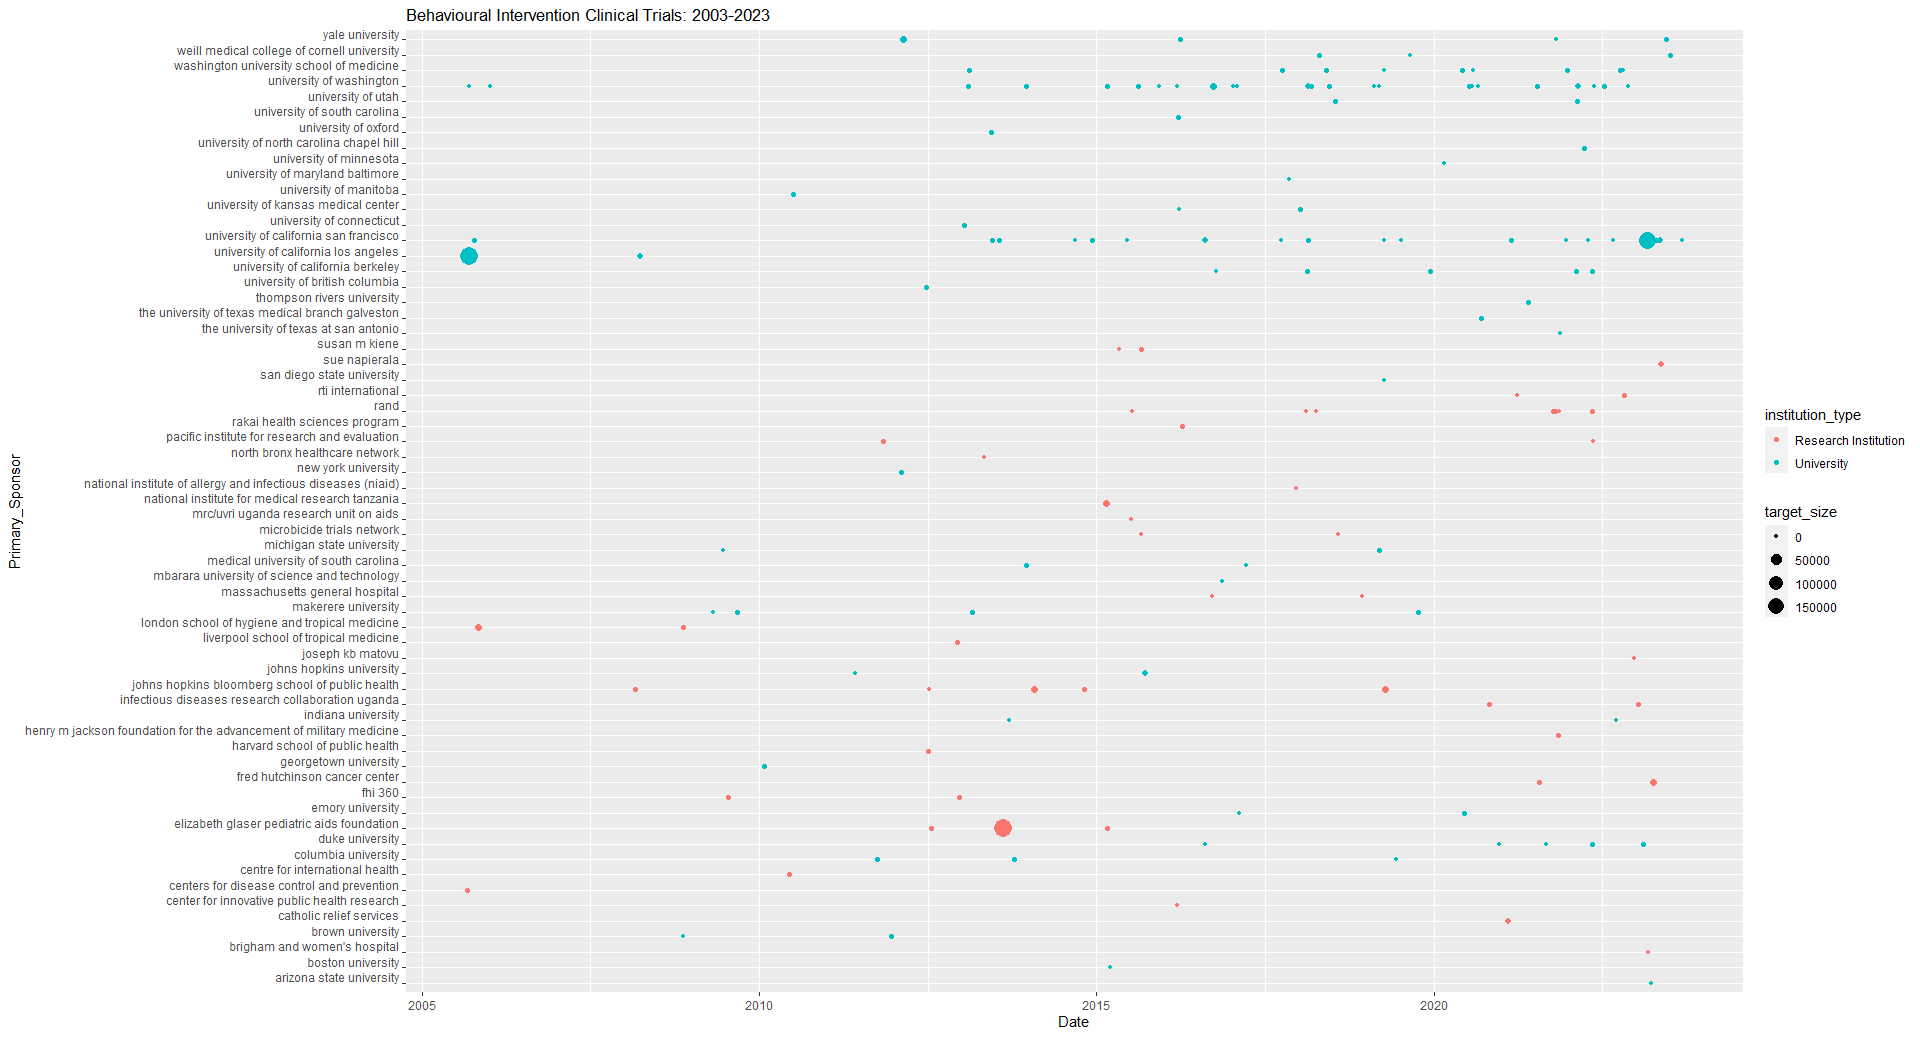 Behavioural Intervention Clinical Trials: 2003-2023
yale university
weill medical college of cornell university
washington university school of medicine
university of washington
university of utah
university of south carolina
university of oxford
university of north carolina chapel hill
university of minnesota
university of maryland baltimore
university of manitoba
university of kansas medical center
university of connecticut
university of california san francisco
university of california los angeles
university of california berkeley
university of british columbia
thompson rivers university
the university of texas medical branch galveston
the university of texas at san antonio
susan m kiene
sue napierala
san diego state university
rti international
rand
rakai health sciences program
pacific institute for research and evaluation
north bronx healthcare network
new york university
national institute of allergy and infectious diseases (niaid)
national institute for medical research tanzania
mrc/uvri uganda research unit on aids
microbicide trials network
michigan state university
medical university of south carolina
mbarara university of science and technology
massachusetts general hospital
makerere university
london school of hygiene and tropical medicine
liverpool school of tropical medicine
joseph kb matovu
johns hopkins university
johns hopkins bloomberg school of public health
infectious diseases research collaboration uganda
indiana university
henry m jackson foundation for the advancement of military medicine
harvard school of public health
georgetown university
fred hutchinson cancer center
fhi 360
emory university
elizabeth glaser pediatric aids foundation
duke university
columbia university
centre for international health
centers for disease control and prevention
center for innovative public health research
catholic relief services
brown university
brigham and women's hospital
boston university
arizona state university
Primary_Sponsor
2005
2010
2015
2020
Date
institution_type
Research Institution
University
target_size
0
50000
100000
150000